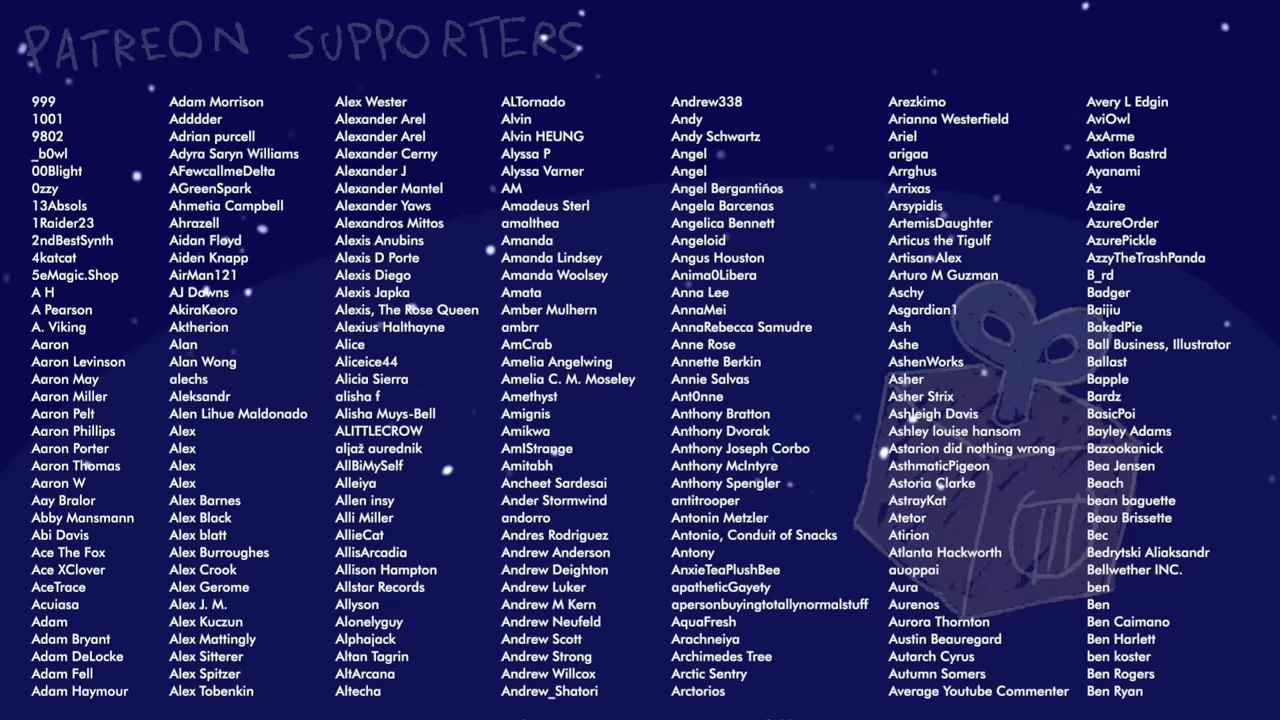 PATREON SUPPORTERS
999
1001
9802
_b0wl
00Blight
0zzy
13Absols
1Raider23
2ndBestSynth
4katcat
5eMagic.Shop
A H
A Pearson
A. Viking
Aaron
Aaron Levinson
Aaron May
Aaron Miller
Aaron Pelt
Aaron Phillips
Aaron Porter
Aaron Thomas
Aaron W
Aay Bralor
Abby Mansmann
Abi Davis
Ace The Fox
Ace XClover
AceTrace
Acuiasa
Adam
Adam Bryant
Adam DeLocke
Adam Fell
Adam Haymour
Adam Morrison
Adddder
Adrian purcell
Adyra Saryn Williams
AFewcallmeDelta
AGreenSpark
Ahmetia Campbell
Ahrazell
Aidan Floyd
Aiden Knapp
AirMan121
AJ Downs
AkiraKeoro
Aktherion
Alan
Alan Wong
alechs
Aleksandr
Alen Lihue Maldonado
Alex
Alex
Alex
Alex
Alex Barnes
Alex Black
Alex blatt
Alex Burroughes
Alex Crook
Alex Gerome
Alex J. M.
Alex Kuczun
Alex Mattingly
Alex Sitterer
Alex Spitzer
Alex Tobenkin
Alex Wester
Alexander Arel
Alexander Arel
Alexander Cerny
Alexander J
Alexander Mantel
Alexander Yaws
Alexandros Mittos
Alexis Anubins
Alexis D Porte
Alexis Diego
Alexis Japka
Alexis, The Rose Queen
Alexius Halthayne
Alice
Aliceice44
Alicia Sierra
alisha f
Alisha Muys-Bell
ALITTLECROW
aljaž aurednik
AllBiMySelf
Alleiya
Allen insy
Alli Miller
AllieCat
AllisArcadia
Allison Hampton
Allstar Records
Allyson
Alonelyguy
Alphajack
Altan Tagrin
AltArcana
Altecha
ALTornado
Alvin
Alvin HEUNG
Alyssa P
Alyssa Varner
AM
Amadeus Sterl
amalthea
Amanda
Amanda Lindsey
Amanda Woolsey
Amata
Amber Mulhern
ambrr
AmCrab
Amelia Angelwing
Amelia C. M. Moseley
Amethyst
Amignis
Amikwa
AmIStrange
Amitabh
Ancheet Sardesai
Ander Stormwind
andorro
Andres Rodriguez
Andrew Anderson
Andrew Deighton
Andrew Luker
Andrew M Kern
Andrew Neufeld
Andrew Scott
Andrew Strong
Andrew Willcox
Andrew_Shatori
Andrew338
Andy
Andy Schwartz
Angel
Angel
Angel Bergantiños
Angela Barcenas
Angelica Bennett
Angeloid
Angus Houston
Anima0Libera
Anna Lee
AnnaMei
AnnaRebecca Samudre
Anne Rose
Annette Berkin
Annie Salvas
Ant0nne
Anthony Bratton
Anthony Dvorak
Anthony Joseph Corbo
Anthony McIntyre
Anthony Spengler
antitrooper
Antonin Metzler
Antonio, Conduit of Snacks
Antony
AnxieTeaPlushBee
apatheticGayety
apersonbuyingtotallynormalstuff
AquaFresh
Arachneiya
Archimedes Tree
Arctic Sentry
Arctorios
Arezkimo
Arianna Westerfield
Ariel
arigaa
Arrghus
Arrixas
Arsypidis
ArtemisDaughter
Articus the Tigulf
Artisan Alex
Arturo M Guzman
Aschy
Asgardian1
Ash
Ashe
AshenWorks
Asher
Asher Strix
Ashleigh Davis
Ashley louise hansom
Astarion did nothing wrong
AsthmaticPigeon
Astoria Clarke
AstrayKat
Atetor
Atirion
Atlanta Hackworth
auoppai
Aura
Aurenos
Aurora Thornton
Austin Beauregard
Autarch Cyrus
Autumn Somers
Average Youtube Commenter
Avery L Edgin
AviOwl
AxArme
Axtion Bastrd
Ayanami
Az
Azaire
AzureOrder
AzurePickle
AzzyTheTrashPanda
B_rd
Badger
Baijiu
BakedPie
Ball Business, Illustrator
Ballast
Bapple
Bardz
BasicPoi
Bayley Adams
Bazookanick
Bea Jensen
Beach
bean baguette
Beau Brissette
Bec
Bedrytski Aliaksandr
Bellwether INC.
ben
Ben
Ben Caimano
Ben Harlett
ben koster
Ben Rogers
Ben Ryan